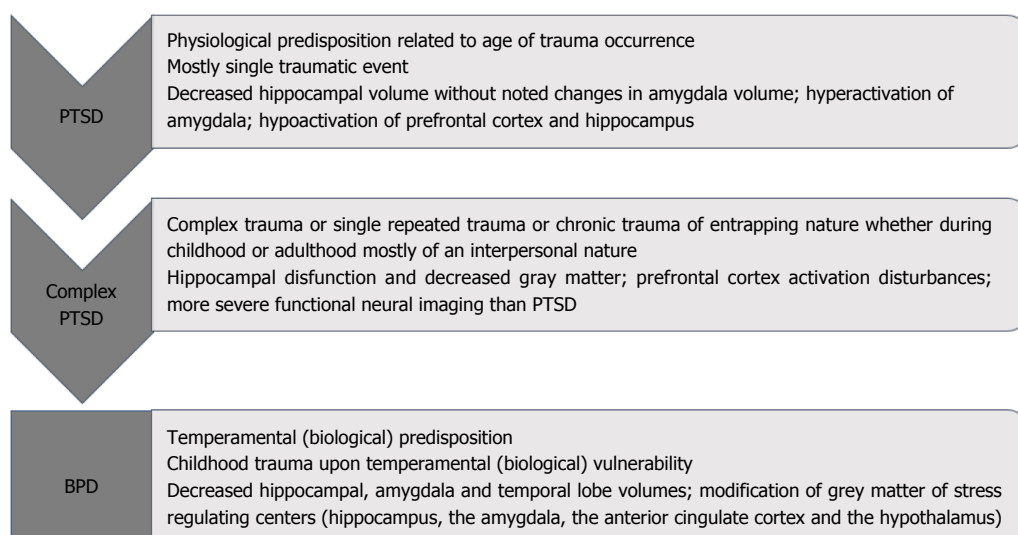 PTSD
Physiological predisposition related to age of trauma occurrence
Mostly single traumatic event
Decreased hippocampal volume without noted changes in amygdala volume; hyperactivation of
amygdala; hypoactivation of prefrontal cortex and hippocampus
Complex
PTSD
Complex trauma or single repeated trauma or chronic trauma of entrapping nature whether during
childhood or adulthood mostly of an interpersonal nature
Hippocampal disfunction and decreased gray matter; prefrontal cortex activation disturbances;
more severe functional neural imaging than PTSD
BPD
Temperamental (biological) predisposition
Childhood trauma upon temperamental (biological) vulnerability
Decreased hippocampal, amygdala and temporal lobe volumes; modification of grey matter of stress
regulating centers (hippocampus, the amygdala, the anterior cingulate cortex and the hypothalamus)